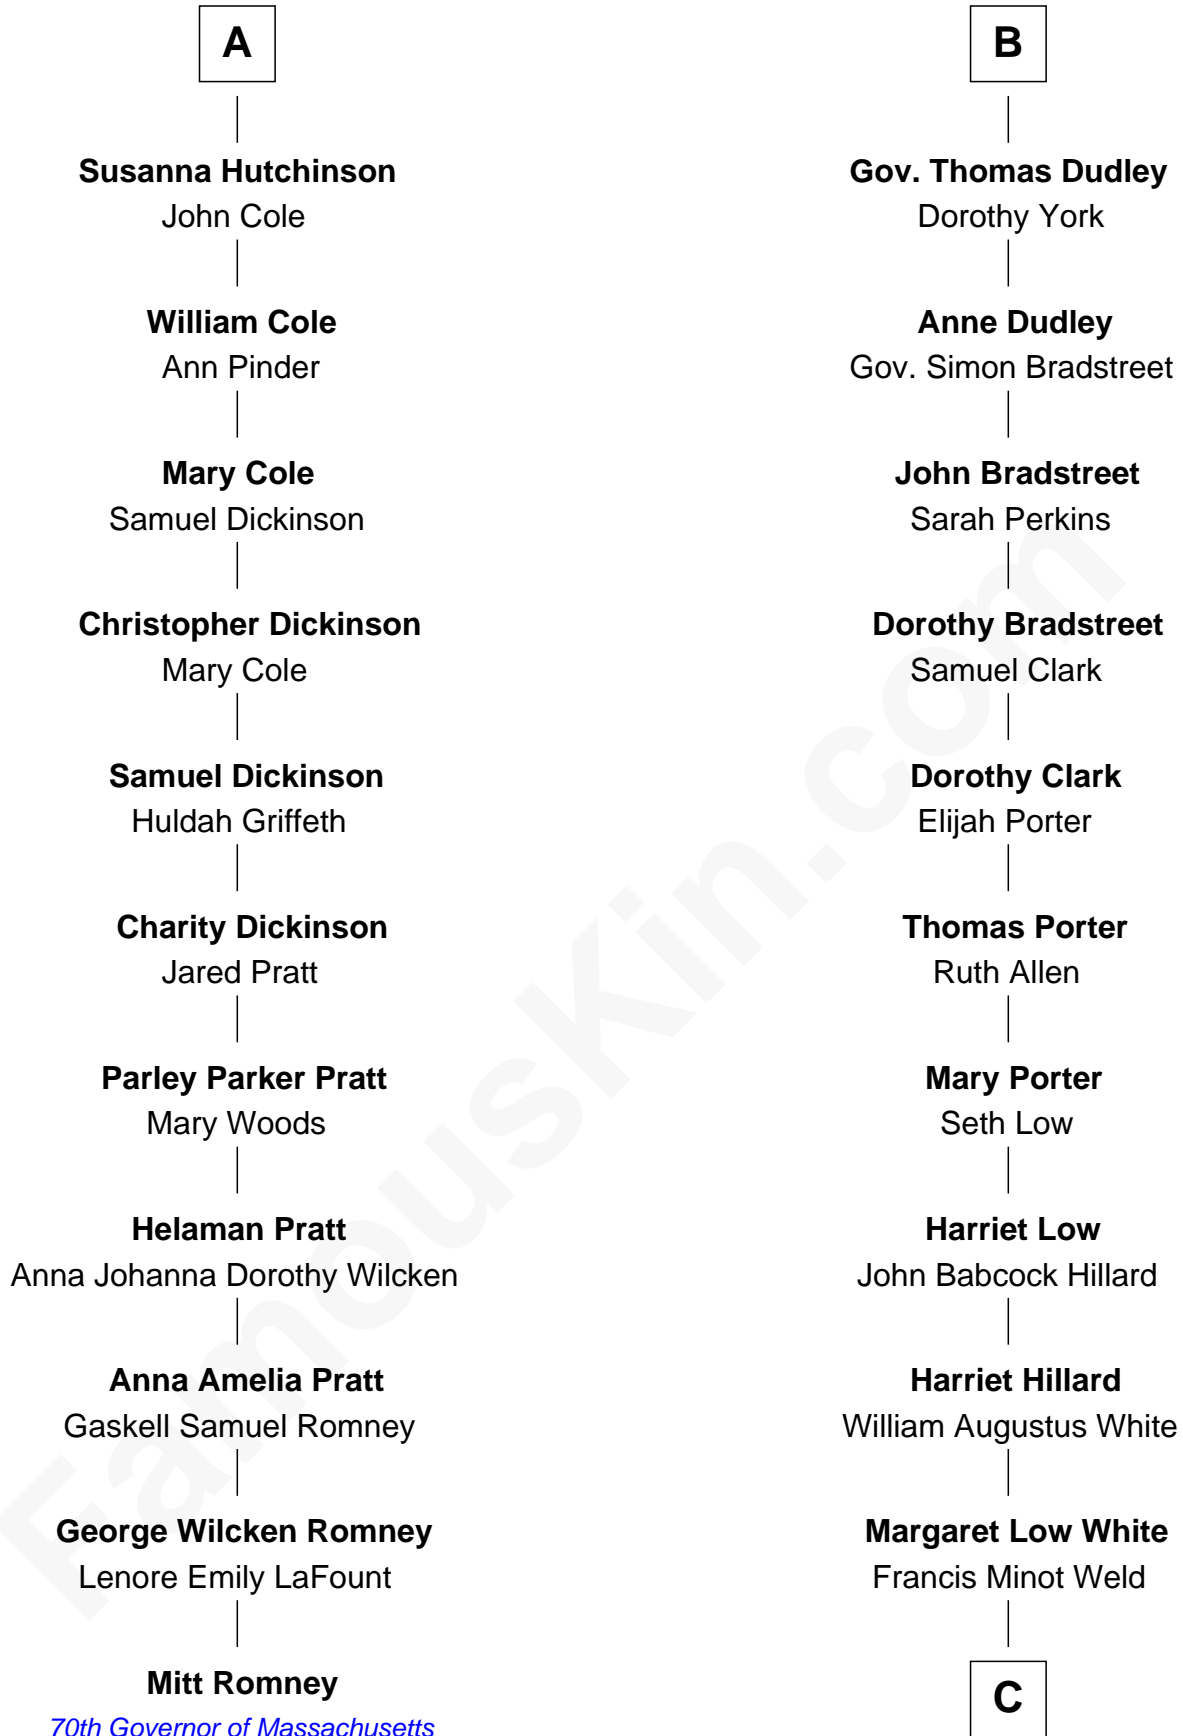 A
Susanna Hutchinson
John Cole
William Cole
Ann Pinder
Mary Cole
Samuel Dickinson
Christopher Dickinson
Mary Cole
Samuel Dickinson
Huldah Griffeth
Charity Dickinson
Jared Pratt
Parley Parker Pratt
Mary Woods
Helaman Pratt
Anna Johanna Dorothy Wilcken
Anna Amelia Pratt
Gaskell Samuel Romney
George Wilcken Romney
Lenore Emily LaFount
Mitt Romney
70th Governor of Massachusetts
B
Gov. Thomas Dudley
Dorothy York
Anne Dudley
Gov. Simon Bradstreet
John Bradstreet
Sarah Perkins
Dorothy Bradstreet
Samuel Clark
Dorothy Clark
Elijah Porter
Thomas Porter
Ruth Allen
Mary Porter
Seth Low
Harriet Low
John Babcock Hillard
Harriet Hillard
William Augustus White
Margaret Low White
Francis Minot Weld
C
FamousKin.com